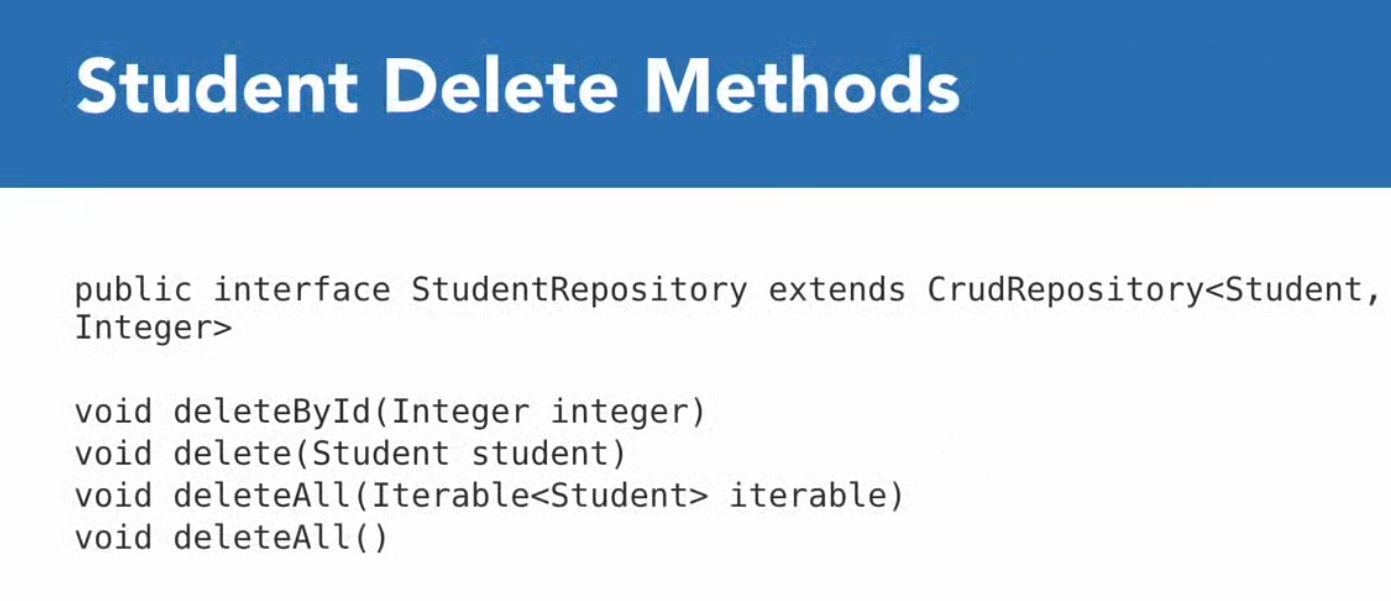 Student Delete Methods
public interface StudentRepository extends CrudRepository<Student,
Integer>
void deleteById(Integer integer)
void delete(Student student)
void deleteAll(Iterable<Student> iterable)
void deleteAll()